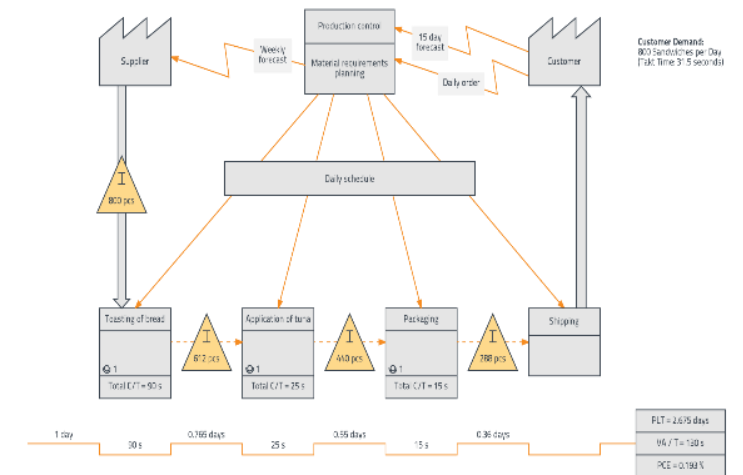 Production control
Material requirements
planning
Supplier
Weekly
forecast
15 day
forecast
Daily order
Customer
Customer Demand:
800 Sandwiches per Day
(Takt Time: 31.5 seconds)
800 pcs
Daily schedule
Toasting of bread
1
Total C/T = 90 s
612 pcs
Application of tuna
1
Total C/T = 25 s
440 pcs
Packaging
1
Total C/T = 15 s
288 pcs
Shipping
1 day
90 s
0.765 days
25 s
0.55 days
15 s
0.36 days
PLT = 2.675 days
VA / T = 130 s
PCE = 0.193 %